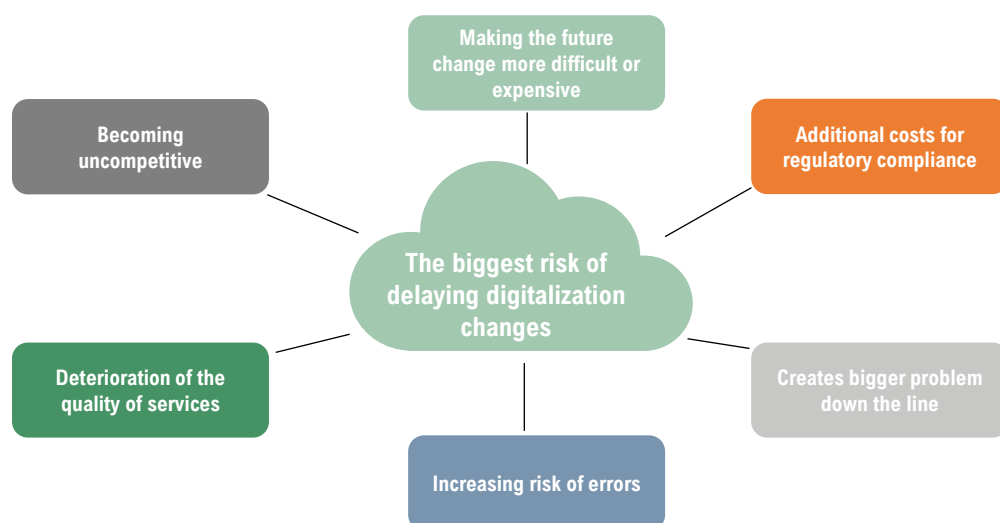 Making the future
change more difficult or
expensive
Becoming
uncompetitive
Additional costs for
regulatory compliance
The biggest risk of
delaying digitalization
changes
Deterioration of the
quality of services
Creates bigger problem
down the line
Increasing risk of errors